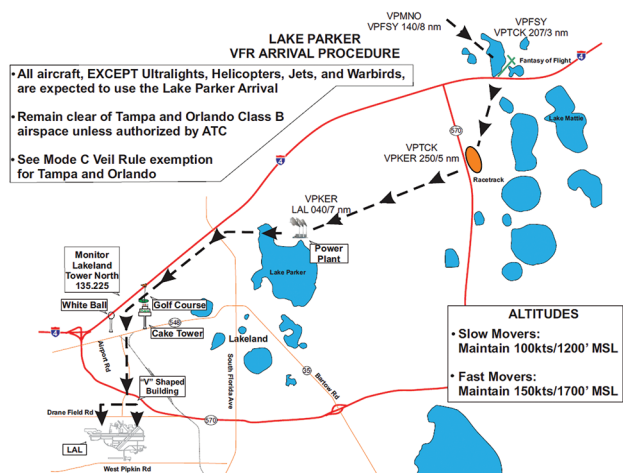 LAKE PARKER
VFR ARRIVAL PROCEDURE
• All aircraft, EXCEPT Ultralights, Helicopters, Jets, and Warbirds,
are expected to use the Lake Parker Arrival
• Remain clear of Tampa and Orlando Class B
airspace unless authorized by ATC
• See Mode C Veil Rule exemption
for Tampa and Orlando
VPMNO
VPFSY 140/8 nm
VPFSY
VPTCK 207/3 nm
Fantasy of Flight
4
Lake Mattie
570
VPTCK
VPKER 250/5 nm
Racetrack
4
VPKER
LAL 040/7 nm
Power
Plant
Lake Parker
Monitor
Lakeland
Tower North
135.225
White Ball
Golf Course
Cake Tower
548
4
Airport Rd
Lakeland
South Florida Ave
35
Bartow Rd
"V" Shaped
Building
Drane Field Rd
570
LAL
West Pipkin Rd
ALTITUDES
• Slow Movers:
Maintain 100kts/1200' MSL
• Fast Movers:
Maintain 150kts/1700' MSL